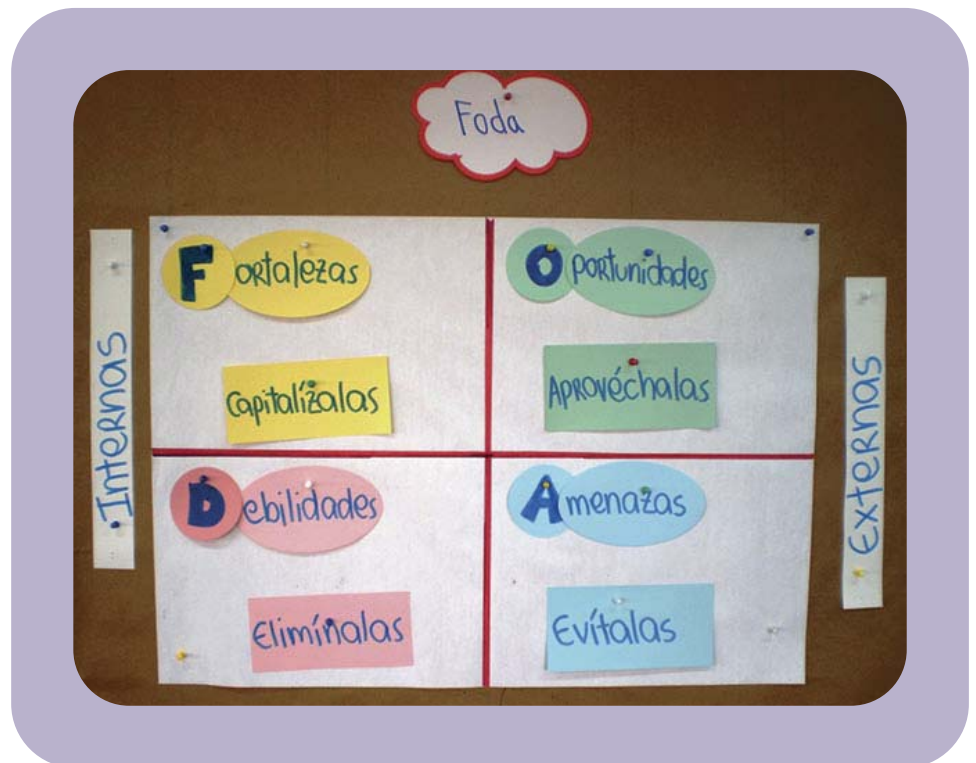 Foda
Internas
Fortalezas
Capitalízalas
Oportunidades
Aprovéchalas
Debilidades
Elimínalas
Amenazas
Evítalas
Externas